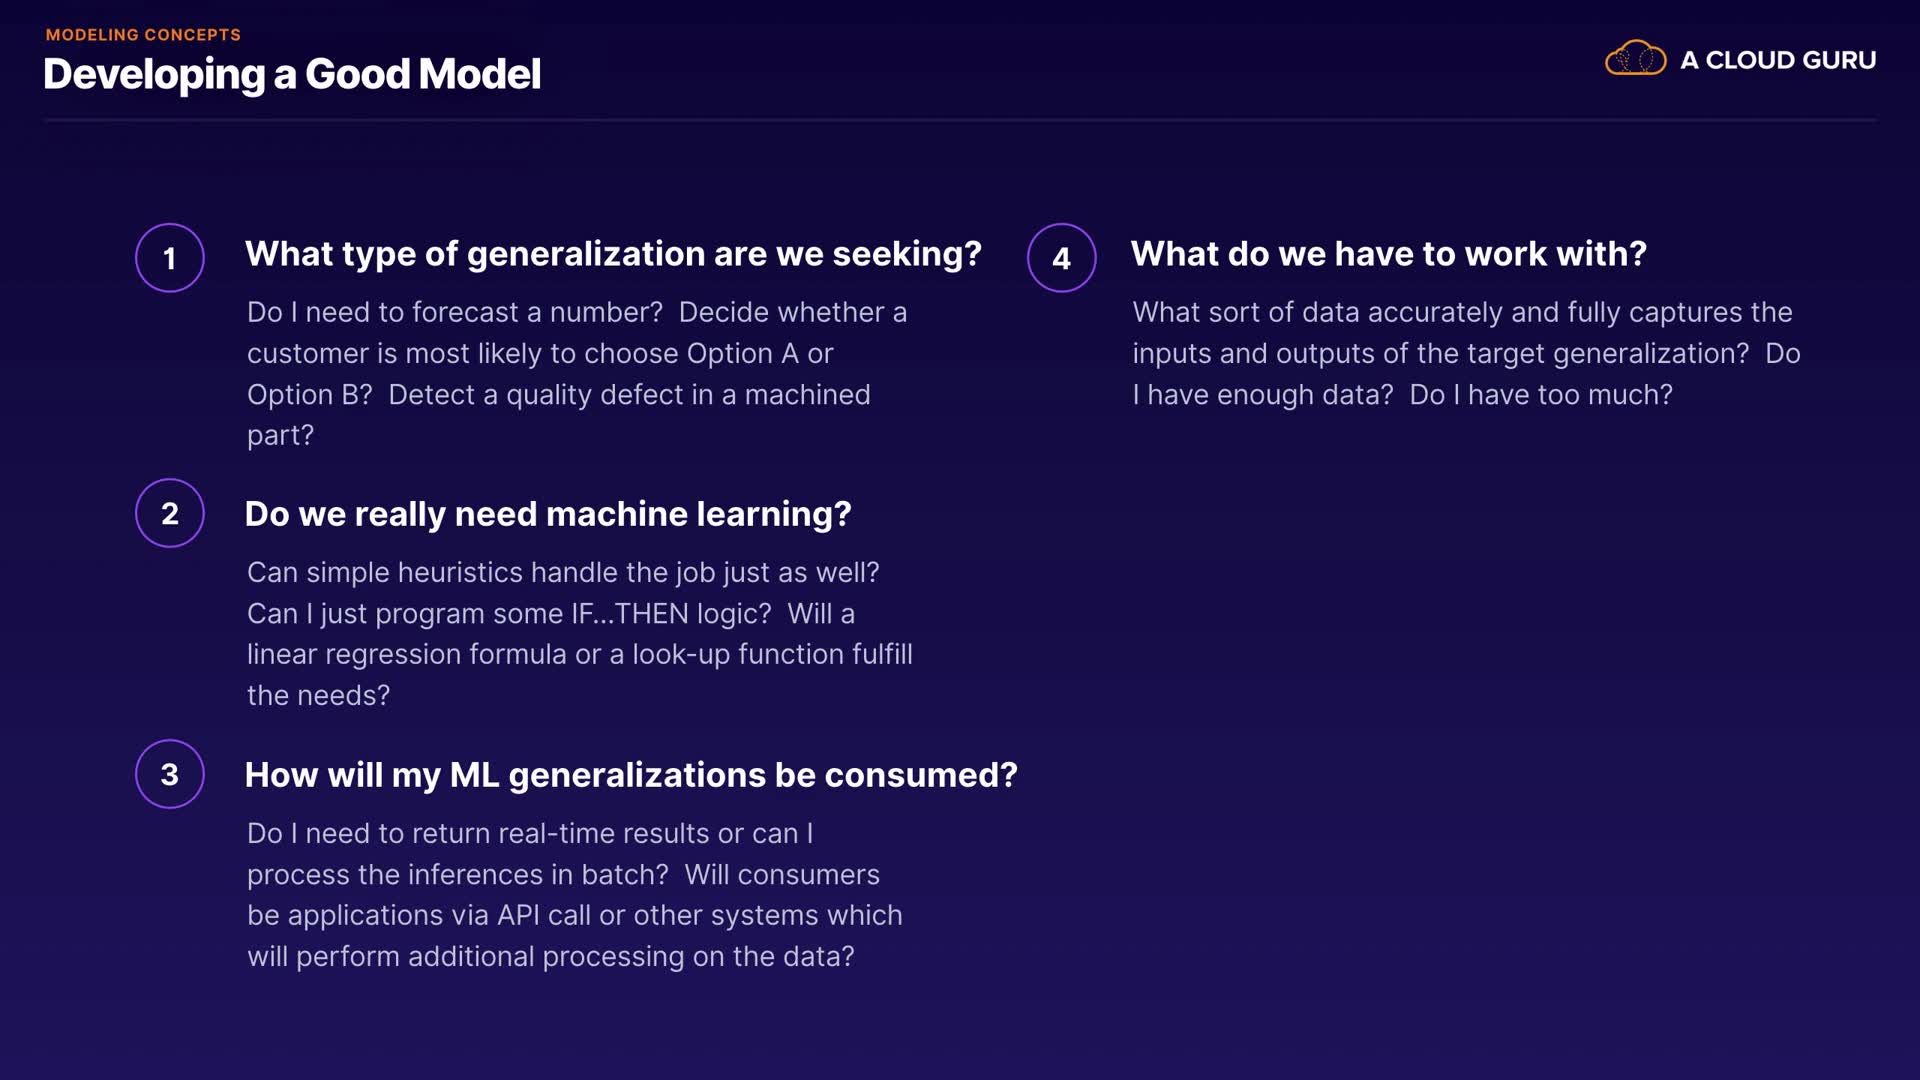 MODELING CONCEPTS
Developing a Good Model
A CLOUD GURU
1
What type of generalization are we seeking?
Do I need to forecast a number?  Decide whether a
customer is most likely to choose Option A or
Option B?  Detect a quality defect in a machined
part?
2
Do we really need machine learning?
Can simple heuristics handle the job just as well?
Can I just program some IF...THEN logic?  Will a
linear regression formula or a look-up function fulfill
the needs?
3
How will my ML generalizations be consumed?
Do I need to return real-time results or can I
process the inferences in batch?  Will consumers
be applications via API call or other systems which
will perform additional processing on the data?
4
What do we have to work with?
What sort of data accurately and fully captures the
inputs and outputs of the target generalization?  Do
I have enough data?  Do I have too much?